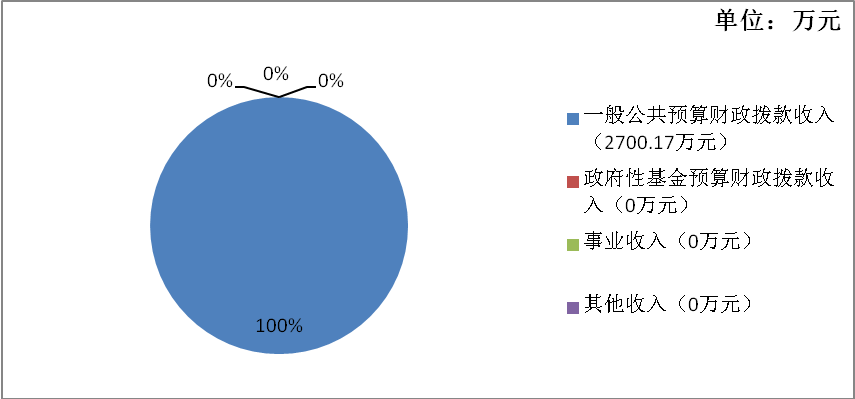 单位：万元
0%
0%
0%
100%
一般公共预算财政拨款收入
（2700.17万元）
政府性基金预算财政拨款收
入（0万元）
事业收入（0万元）
其他收入（0万元）